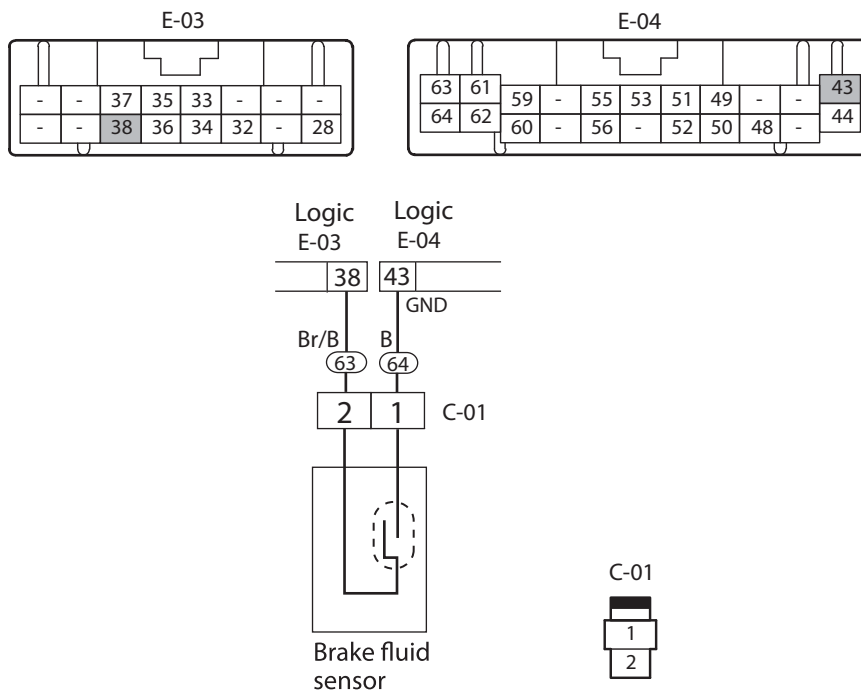 E-03
E-04
- - 37 35 33 - - -
- - 38 36 34 32 - 28
63 61 59 - 55 53 51 49 - - 43
64 62 60 - 56 - 52 50 48 - 44
Logic Logic
E-03 E-04
38 43
GND
Br/B B
63 64
2 1 C-01
Brake fluid
sensor
C-01
1
2